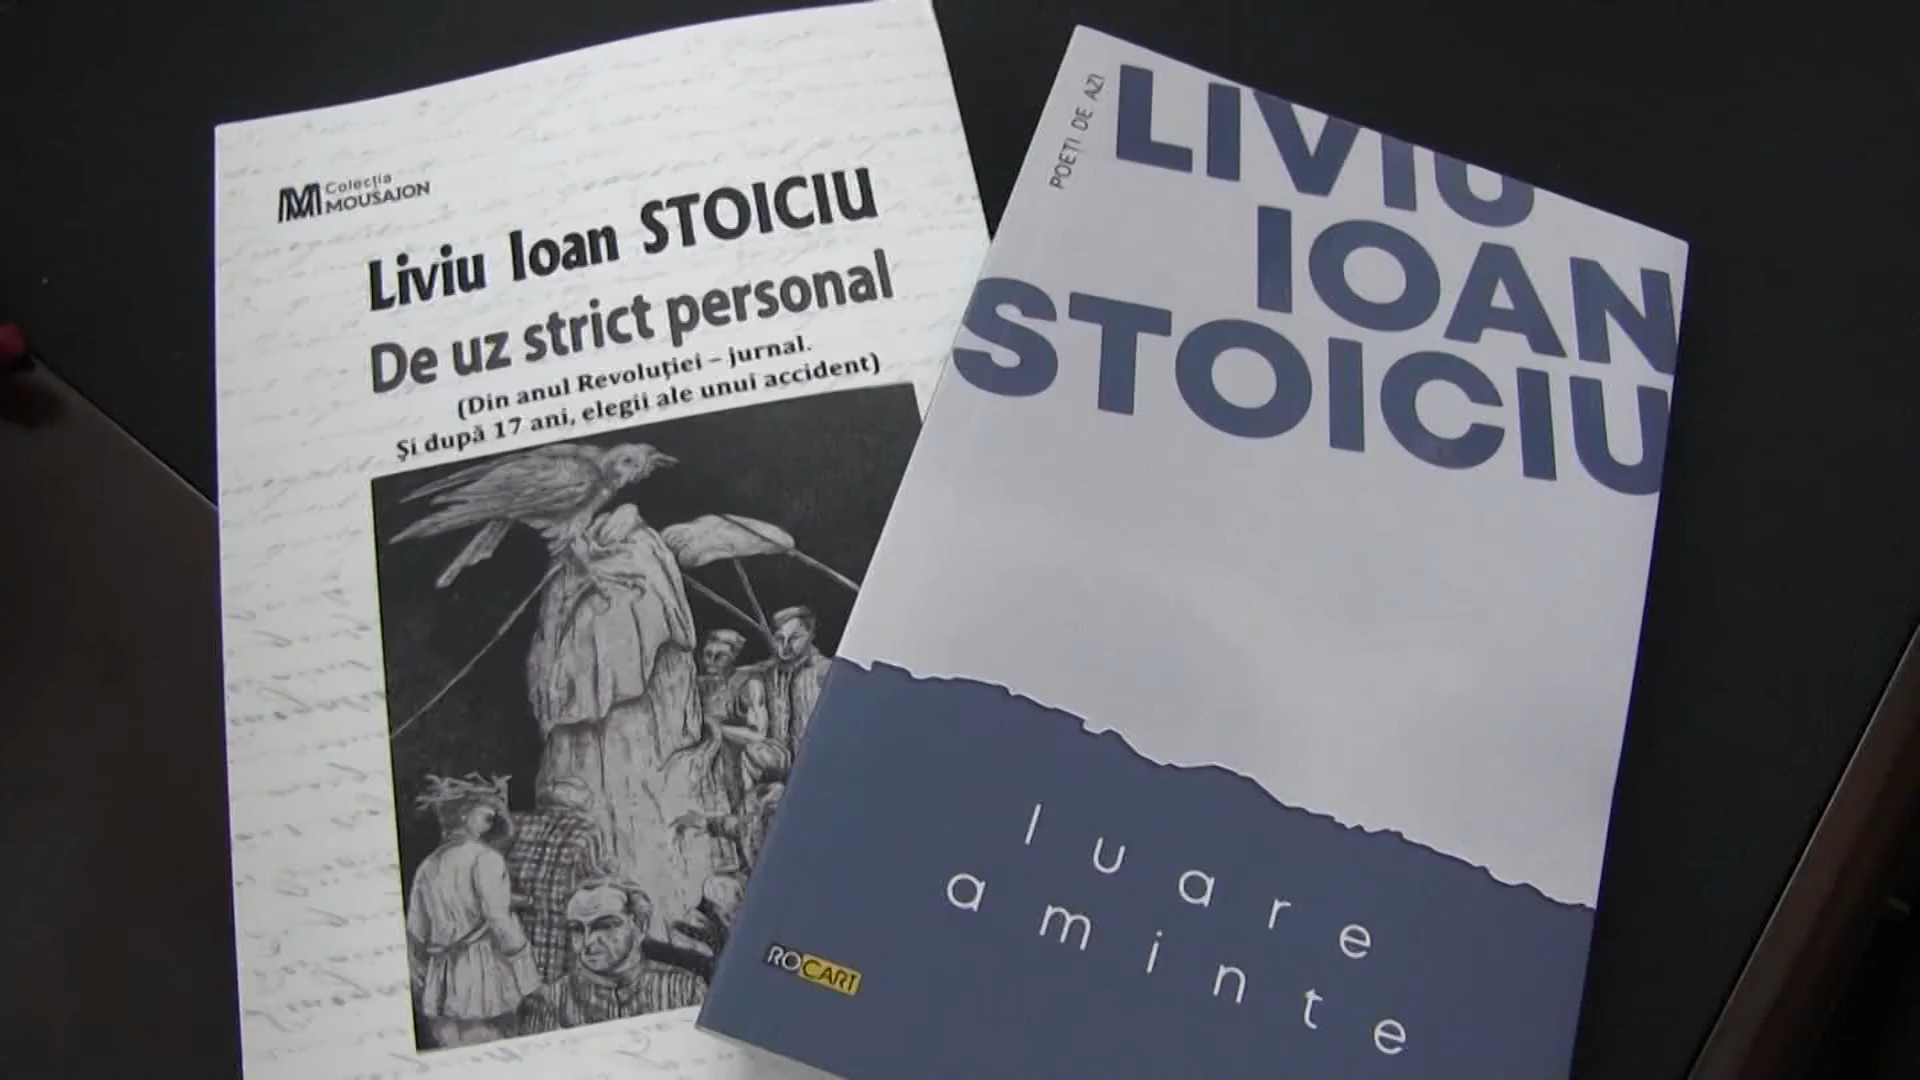 Colecția
MOUSAION
Liviu Ioan STOICIU
De uz strict personal
(Din anul Revoluției – jurnal.
Și după 17 ani, elegii ale unui accident)
POEȚI DE AZI
LIVIU
IOAN
STOICIU
luare
aminte
ROCART